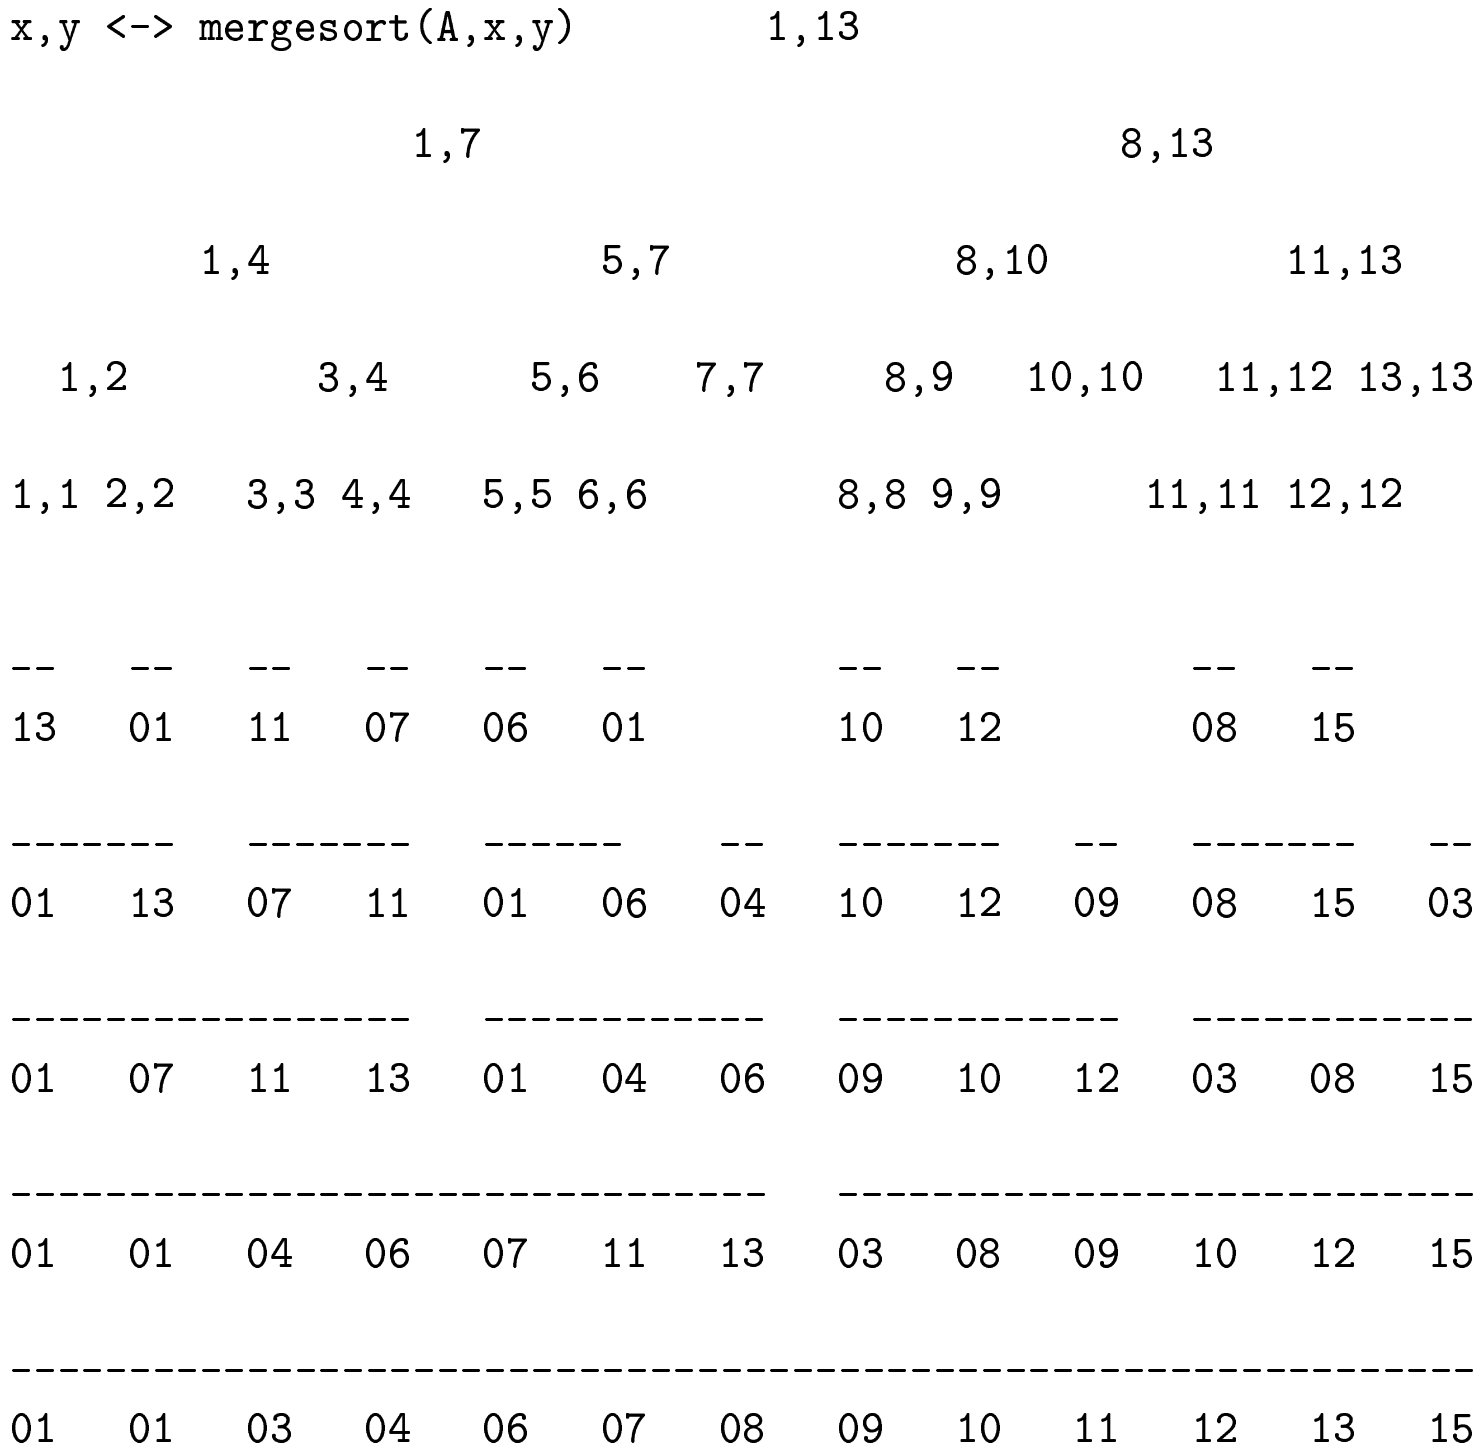 x,y <-> mergesort(A,x,y) 1,13
1,7 8,13
1,4 5,7 8,10 11,13
1,2 3,4 5,6 7,7 8,9 10,10 11,12 13,13
1,1 2,2 3,3 4,4 5,5 6,6 8,8 9,9 11,11 12,12
-- -- -- -- -- -- -- -- -- --
13 01 11 07 06 01 10 12 08 15
------- ------- ------ -- ------- -- ------- --
01 13 07 11 01 06 04 10 12 09 08 15 03
----------------- ------------ ------------ ------------
01 07 11 13 01 04 06 09 10 12 03 08 15
-------------------------------- ---------------------------
01 01 04 06 07 11 13 03 08 09 10 12 15
--------------------------------------------------------------
01 01 03 04 06 07 08 09 10 11 12 13 15